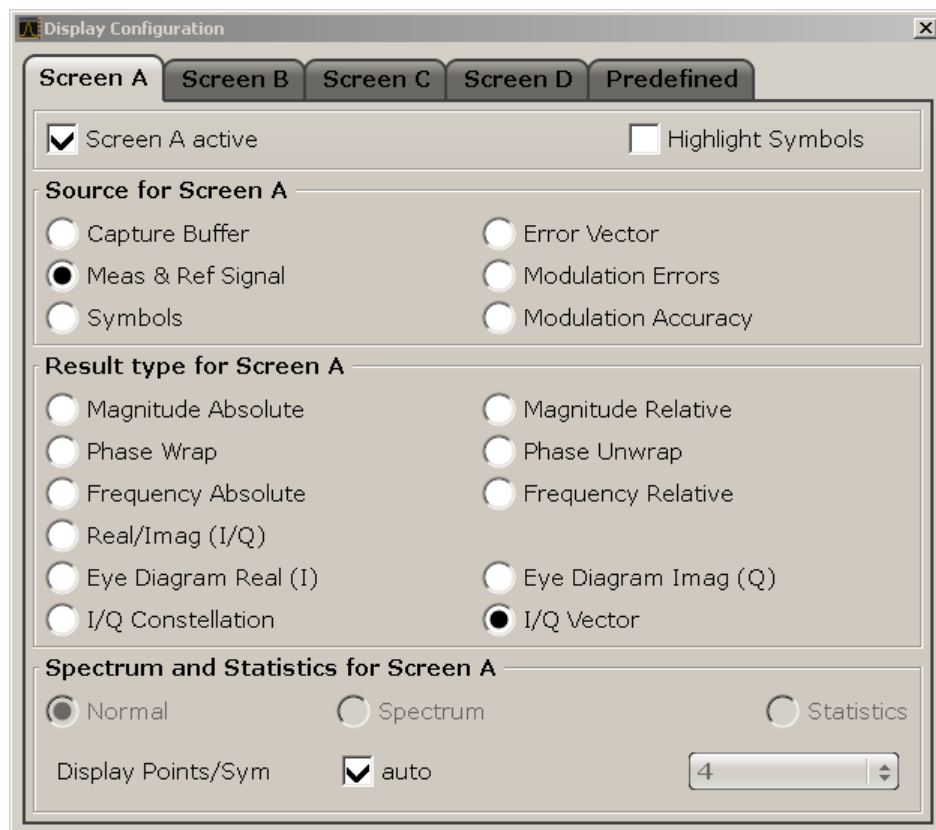 Display Configuration
Screen A Screen B Screen C Screen D Predefined
Screen A active Highlight Symbols
Source for Screen A
Capture Buffer Error Vector
Meas & Ref Signal Modulation Errors
Symbols Modulation Accuracy
Result type for Screen A
Magnitude Absolute Magnitude Relative
Phase Wrap Phase Unwrap
Frequency Absolute Frequency Relative
Real/Imag (I/Q)
Eye Diagram Real (I) Eye Diagram Imag (Q)
I/Q Constellation I/Q Vector
Spectrum and Statistics for Screen A
Normal Spectrum Statistics
Display Points/Sym auto 4